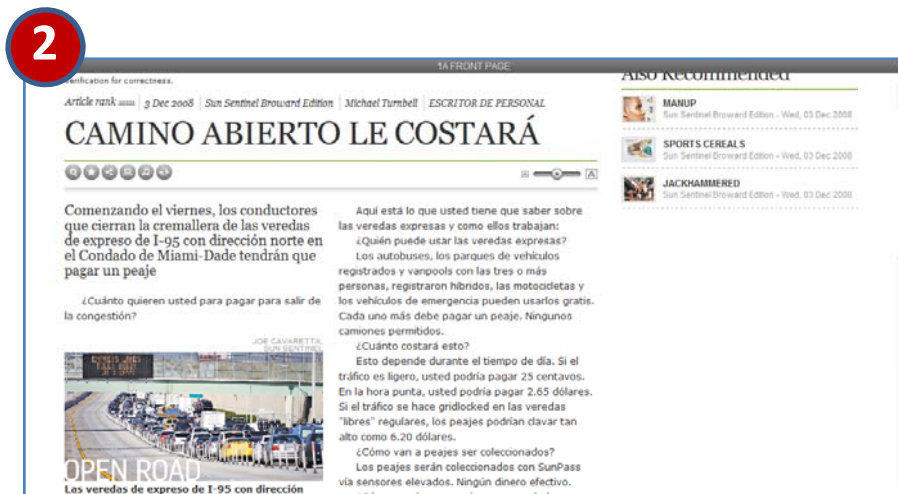 2
1A FRONT PAGE
verification for correctness.
Article rank
3 Dec 2008
Sun Sentinel Broward Edition
Michael Turnbell
ESCRITOR DE PERSONAL
CAMINO ABIERTO LE COSTARÁ
A
A
Comenzando el viernes, los conductores
que cierran la cremallera de las veredas
de expreso de I-95 con dirección norte en
el Condado de Miami-Dade tendrán que
pagar un peaje
¿Cuánto quieren usted para pagar para salir de
la congestión?
JOE CAVARETTA,
SUN SENTINEL
OPEN ROAD
Las veredas de expreso de I-95 con dirección
Aquí está lo que usted tiene que saber sobre
las veredas expresas y como ellos trabajan:
¿Quién puede usar las veredas expresas?
Los autobuses, los parques de vehículos
registrados y vanpools con las tres o más
personas, registraron híbridos, las motocicletas y
los vehículos de emergencia pueden usarlos gratis.
Cada uno más debe pagar un peaje. Ningunos
camiones permitidos.
¿Cuánto costará esto?
Esto depende durante el tiempo de día. Si el
tráfico es ligero, usted podría pagar 25 centavos.
En la hora punta, usted podría pagar 2.65 dólares.
Si el tráfico se hace gridlocked en las veredas
"libres" regulares, los peajes podrían clavar tan
alto como 6.20 dólares.
¿Cómo van a peajes ser coleccionados?
Los peajes serán coleccionados con SunPass
vía sensores elevados. Ningún dinero efectivo.
Also Recommended
MANUP
Sun Sentinel Broward Edition - Wed, 03 Dec 2008
SPORTS CEREALS
Sun Sentinel Broward Edition - Wed, 03 Dec 2008
JACKHAMMERED
Sun Sentinel Broward Edition - Wed, 03 Dec 2008